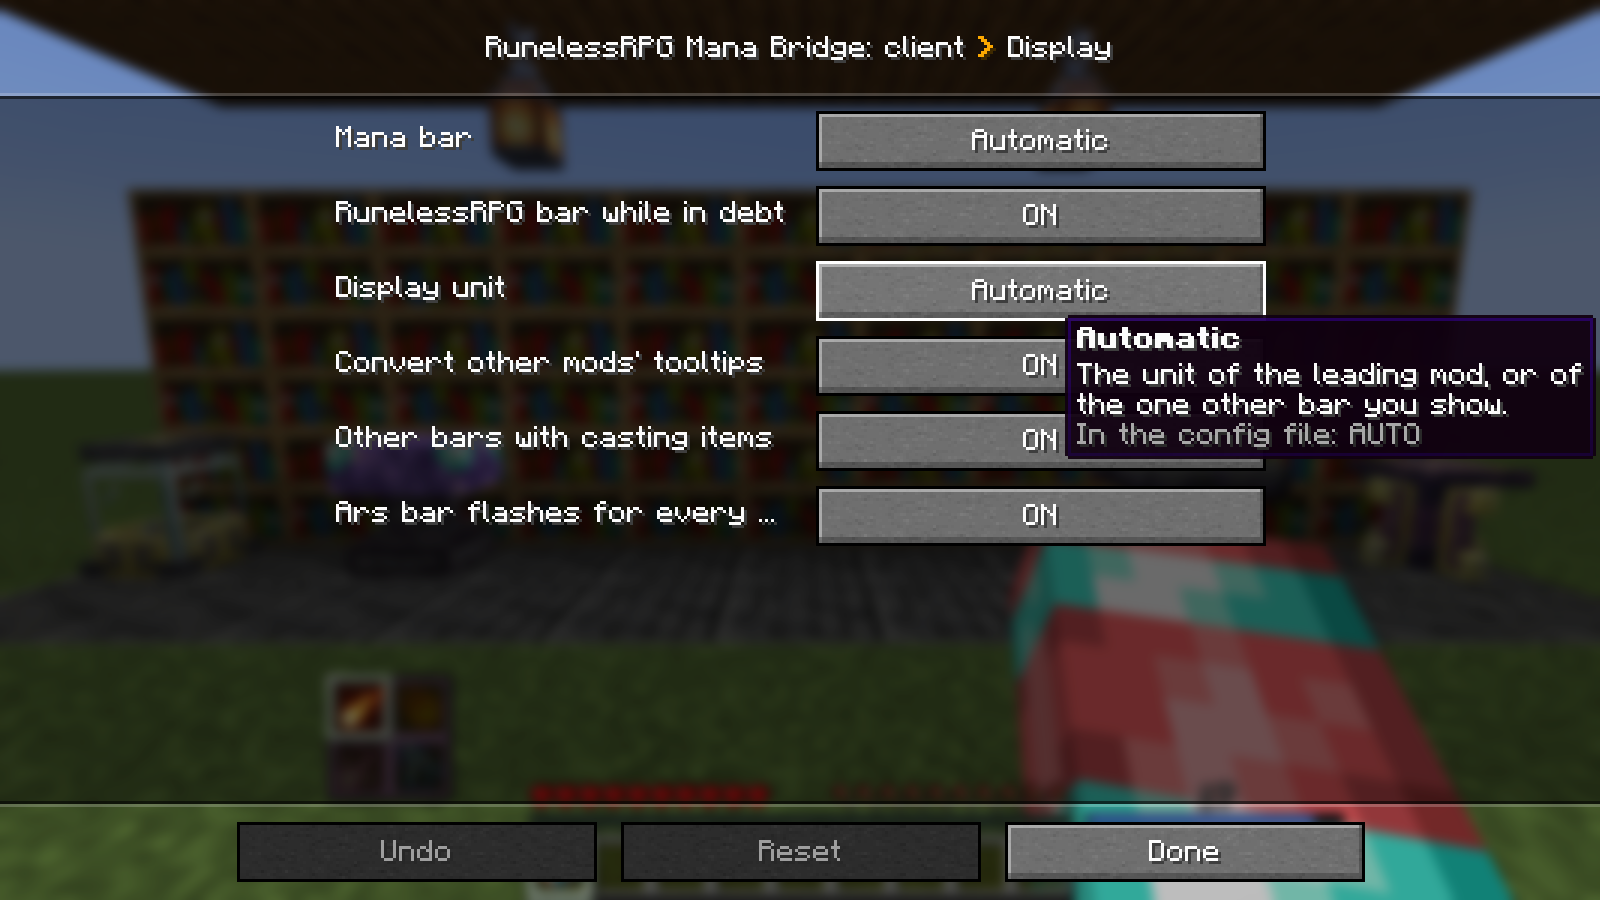 RunelessRPG Mana Bridge: client > Display
Mana bar
Automatic
RunelessRPG bar while in debt
ON
Display unit
Automatic
Automatic
The unit of the leading mod, or of
the one other bar you show.
In the config file: AUTO
Convert other mods' tooltips
ON
Other bars with casting items
ON
Ars bar flashes for every ...
ON
Undo
Reset
Done